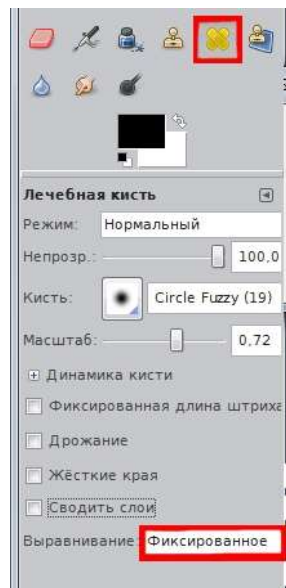 Лечебная кисть
Режим: Нормальный
Непрозр.: 100,0
Кисть: Circle Fuzzy (19)
Масштаб: 0,72
Динамика кисти
Фиксированная длина штриха
Дрожание
Жёсткие края
Сводить слои
Выравнивание: Фиксированное